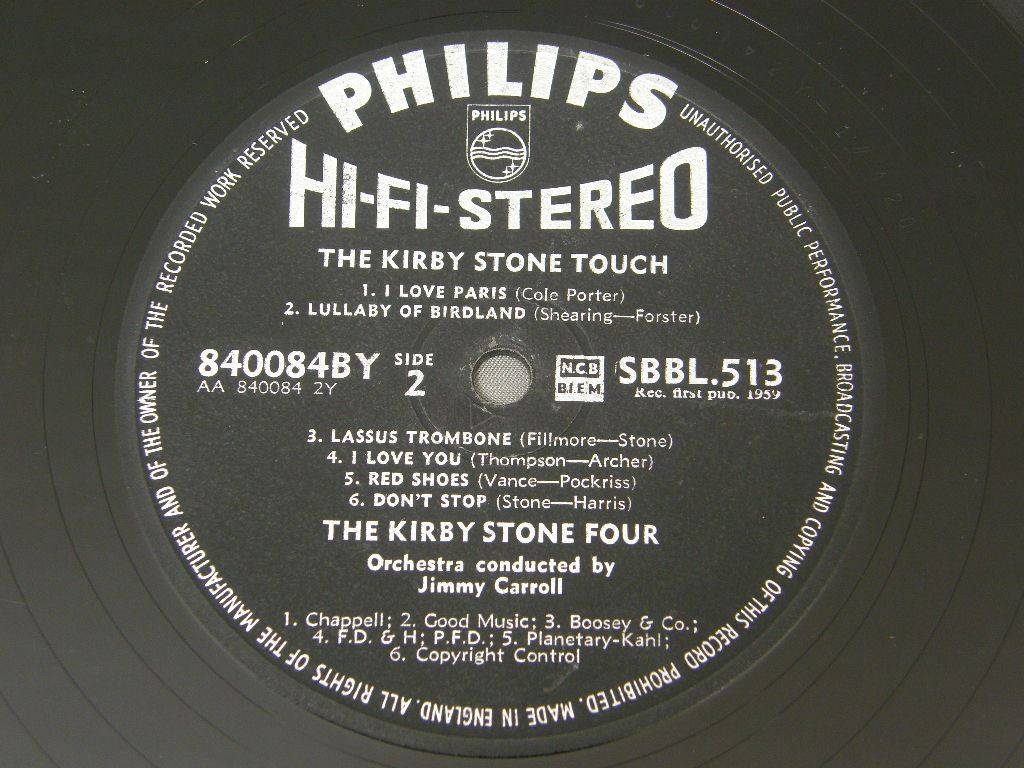 PHILIPS
PHILIPS
HI-FI-STEREO
THE KIRBY STONE TOUCH
1. I LOVE PARIS (Cole Porter)
2. LULLABY OF BIRDLAND (Shearing—Forster)
840084BY SIDE 2
AA 840084 2Y
N.C.B
B.I.E.M
SBBL.513
Rec. first pub. 1959
3. LASSUS TROMBONE (Fillmore—Stone)
4. I LOVE YOU (Thompson—Archer)
5. RED SHOES (Vance—Pockriss)
6. DON'T STOP (Stone—Harris)
THE KIRBY STONE FOUR
Orchestra conducted by
Jimmy Carroll
1. Chappell; 2. Good Music; 3. Boosey & Co.;
4. F.D. & H; P.F.D.; 5. Planetary-Kahl;
6. Copyright Control
ALL RIGHTS OF THE MANUFACTURER AND OF THE OWNER OF THE RECORDED WORK RESERVED
UNAUTHORISED PUBLIC PERFORMANCE, BROADCASTING AND COPYING OF THIS RECORD PROHIBITED. MADE IN ENGLAND.